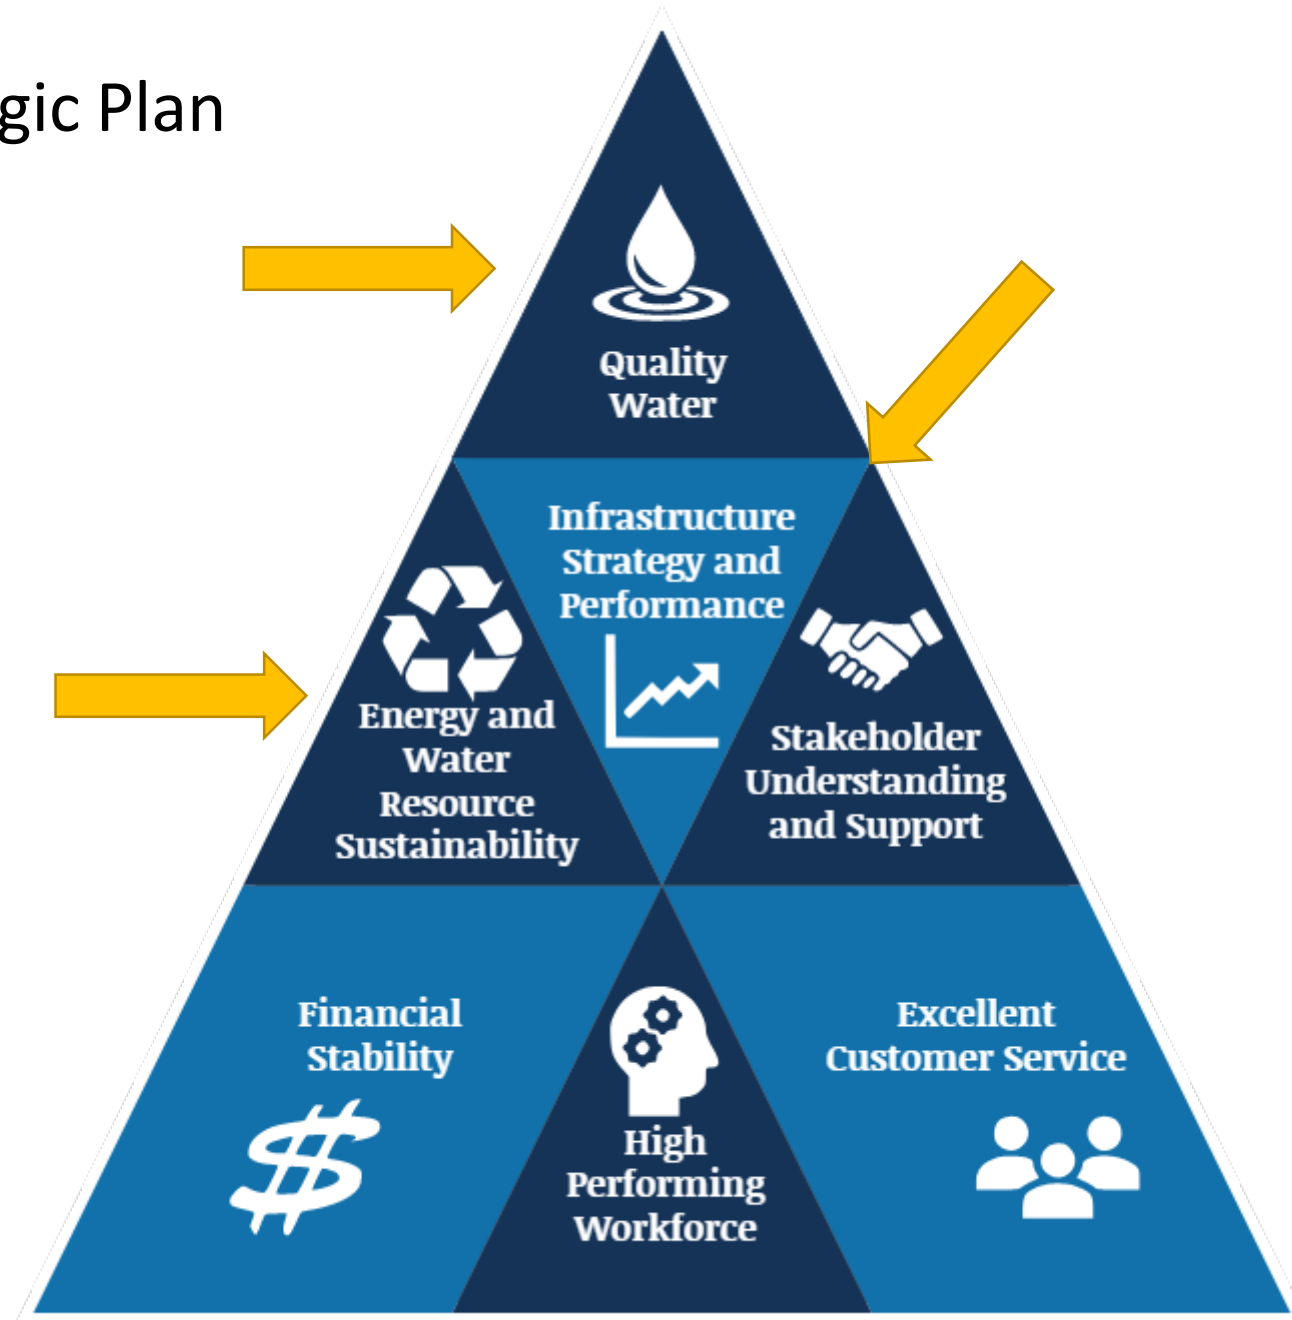 gic Plan
Quality
Water
Infrastructure
Strategy and
Performance
Energy and
Water
Resource
Sustainability
Stakeholder
Understanding
and Support
Financial
Stability
High
Performing
Workforce
Excellent
Customer Service